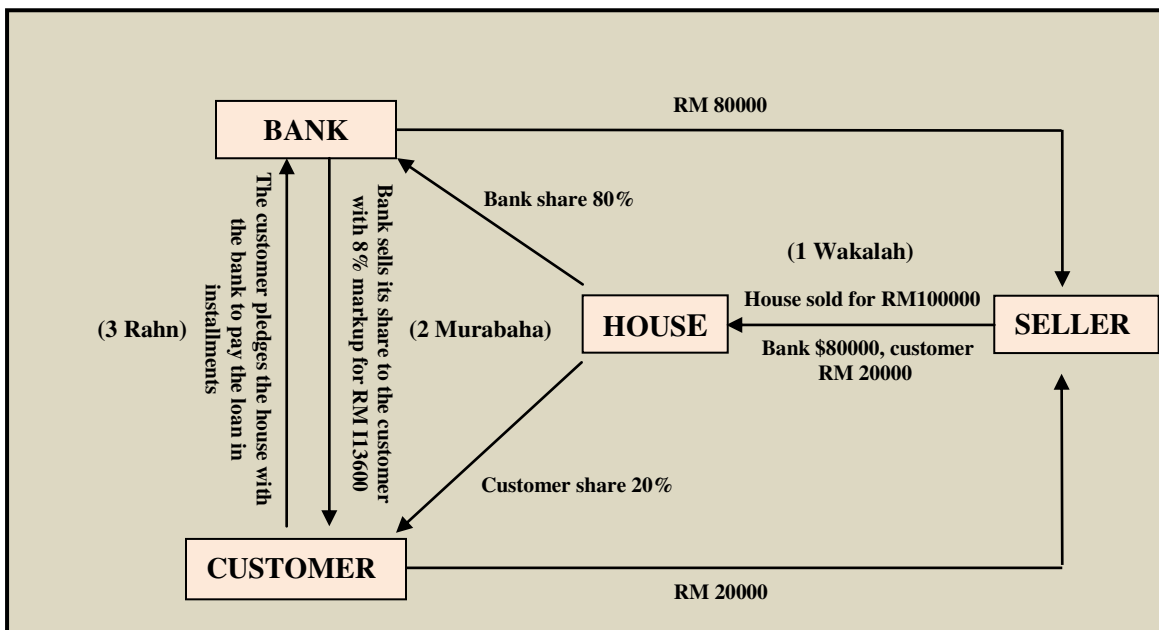 RM 80000
BANK
Bank share 80%
(1 Wakalah)
The customer pledges the house with
the bank to pay the loan in
installments
Bank sells its share to the customer
with 8% markup for RM I13600
(3 Rahn)
(2 Murabaha)
HOUSE
House sold for RM100000
SELLER
Bank $80000, customer
RM 20000
Customer share 20%
CUSTOMER
RM 20000